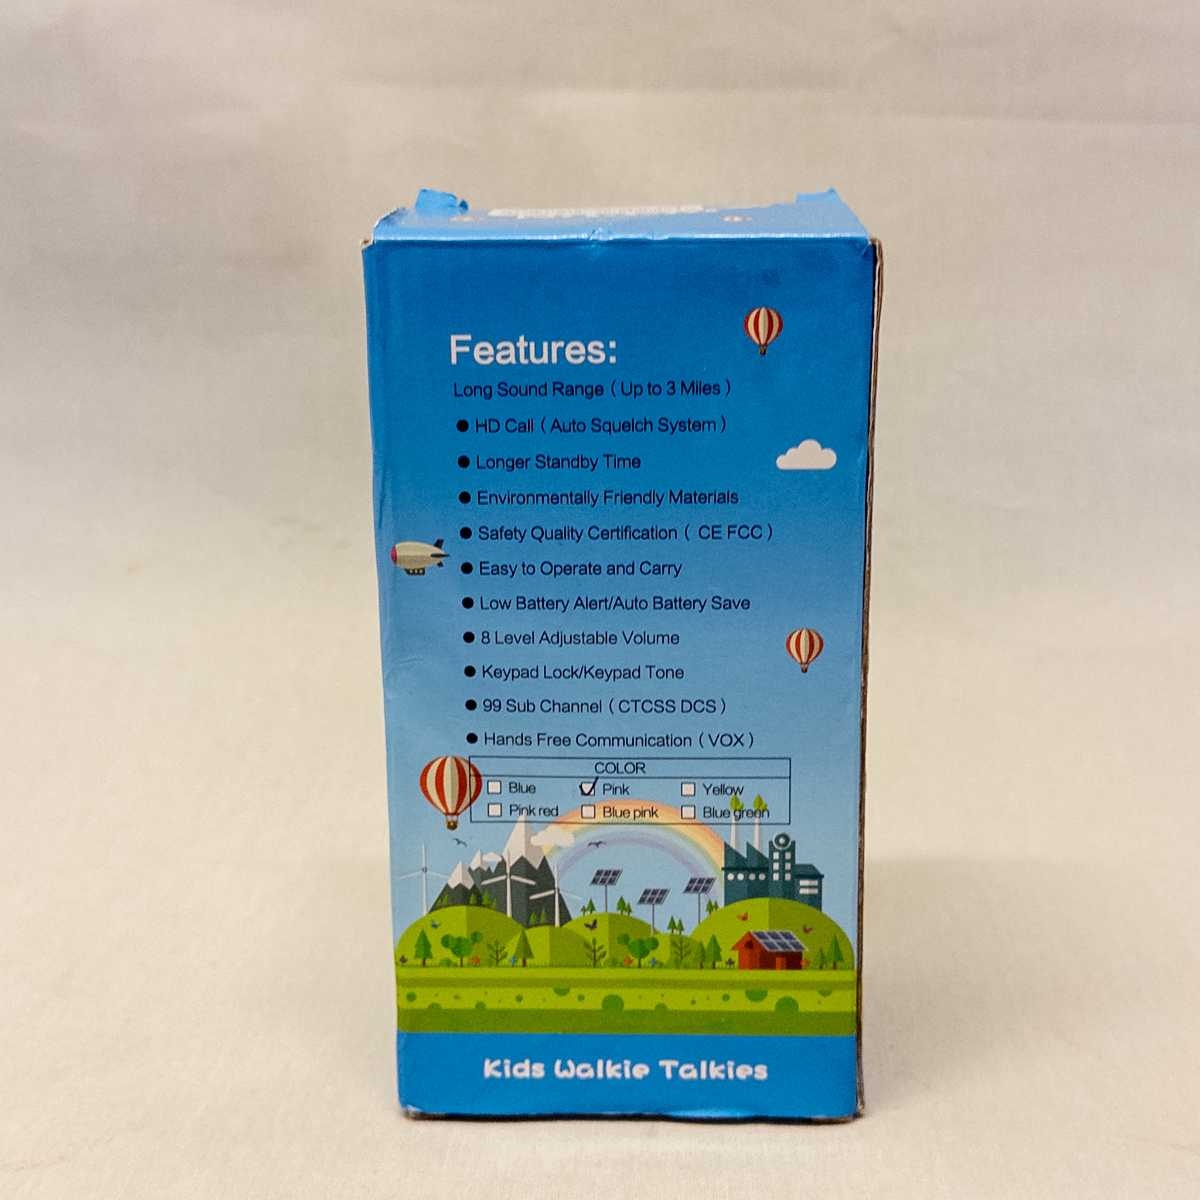 Features:
Long Sound Range ( Up to 3 Miles )
● HD Call ( Auto Squelch System )
● Longer Standby Time
● Environmentally Friendly Materials
● Safety Quality Certification ( CE FCC )
● Easy to Operate and Carry
● Low Battery Alert/Auto Battery Save
● 8 Level Adjustable Volume
● Keypad Lock/Keypad Tone
● 99 Sub Channel ( CTCSS DCS )
● Hands Free Communication ( VOX )
COLOR
☐ Blue ☑ Pink ☐ Yellow
☐ Pink red ☐ Blue pink ☐ Blue green
Kids Walkie Talkies